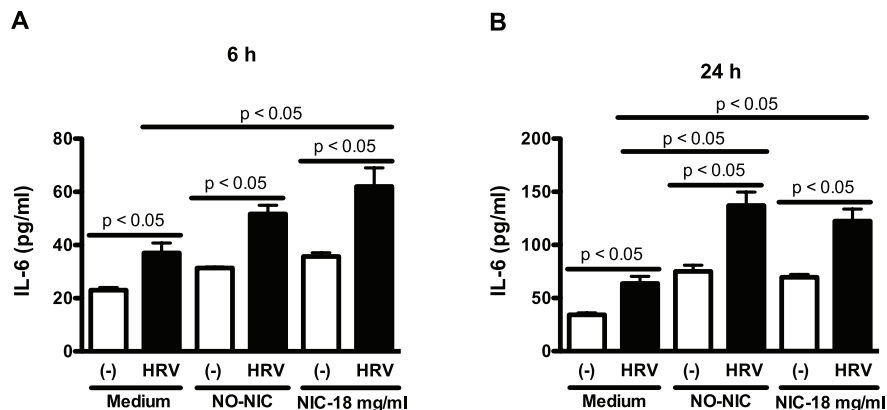 A
6 h
p < 0.05
p < 0.05
p < 0.05
p < 0.05
IL-6 (pg/ml)
80
60
40
20
0
(-) HRV (-) HRV (-) HRV
Medium NO-NIC NIC-18 mg/ml
B
24 h
p < 0.05
p < 0.05
p < 0.05
p < 0.05
p < 0.05
IL-6 (pg/ml)
200
150
100
50
0
(-) HRV (-) HRV (-) HRV
Medium NO-NIC NIC-18 mg/ml